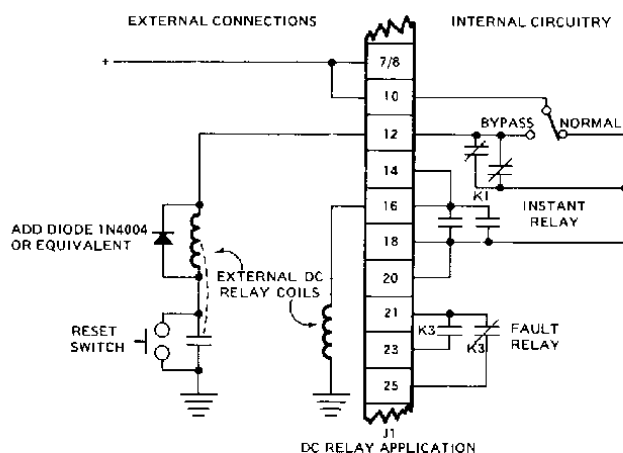 EXTERNAL CONNECTIONS
INTERNAL CIRCUITRY
+
7/8
10
BYPASS
NORMAL
12
14
K1
16
INSTANT
RELAY
18
20
ADD DIODE 1N4004
OR EQUIVALENT
EXTERNAL DC
RELAY COILS
RESET
SWITCH
21
K3
23
K3
FAULT
RELAY
25
J1
DC RELAY APPLICATION